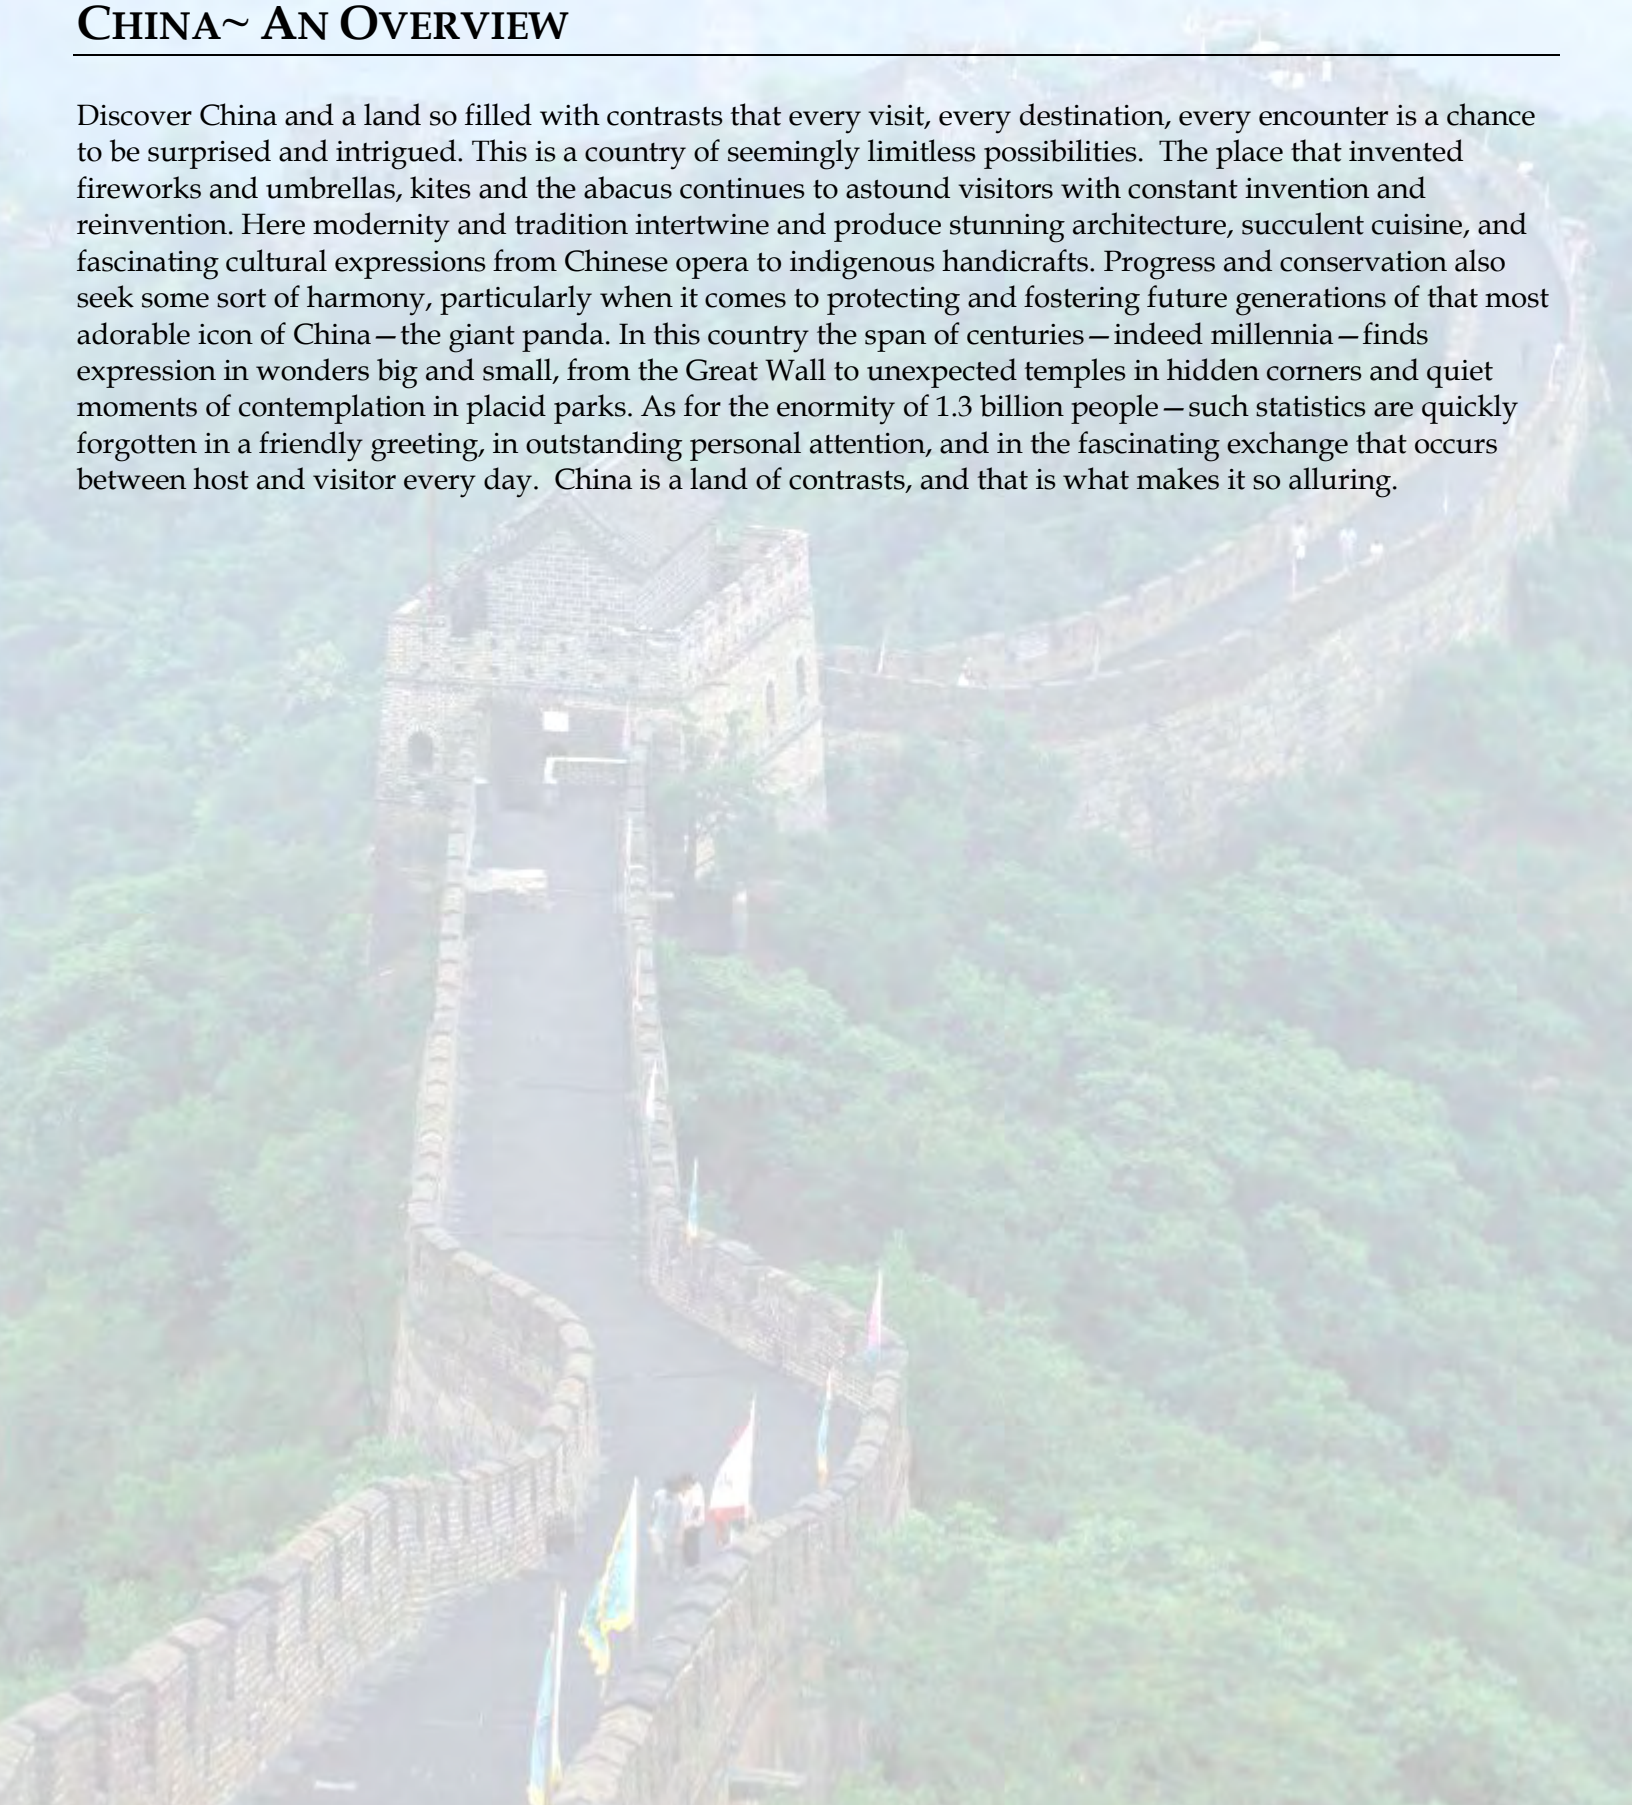 CHINA~ AN OVERVIEW
Discover China and a land so filled with contrasts that every visit, every destination, every encounter is a chance
to be surprised and intrigued. This is a country of seemingly limitless possibilities.  The place that invented
fireworks and umbrellas, kites and the abacus continues to astound visitors with constant invention and
reinvention. Here modernity and tradition intertwine and produce stunning architecture, succulent cuisine, and
fascinating cultural expressions from Chinese opera to indigenous handicrafts. Progress and conservation also
seek some sort of harmony, particularly when it comes to protecting and fostering future generations of that most
adorable icon of China—the giant panda. In this country the span of centuries—indeed millennia—finds
expression in wonders big and small, from the Great Wall to unexpected temples in hidden corners and quiet
moments of contemplation in placid parks. As for the enormity of 1.3 billion people—such statistics are quickly
forgotten in a friendly greeting, in outstanding personal attention, and in the fascinating exchange that occurs
between host and visitor every day.  China is a land of contrasts, and that is what makes it so alluring.